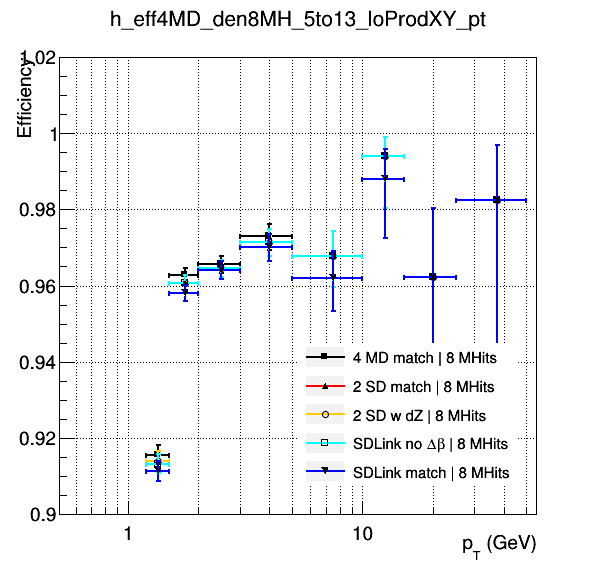 h_eff4MD_den8MH_5to13_loProdXY_pt
Efficiency
1.02
1
0.98
0.96
0.94
0.92
0.9
4 MD match | 8 MHits
2 SD match | 8 MHits
2 SD w dZ | 8 MHits
SDLink no Δβ | 8 MHits
SDLink match | 8 MHits
1
10
p_T (GeV)